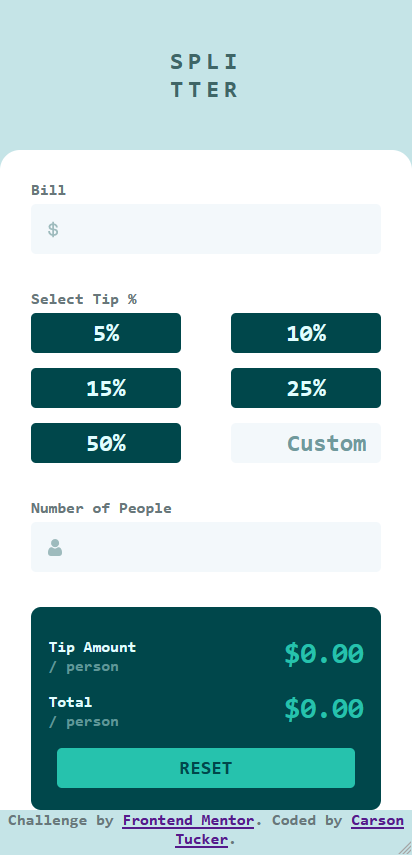 SPLI
TTER
Bill
$
Select Tip %
5% 10%
15% 25%
50% Custom
Number of People
Tip Amount $0.00
/ person
Total $0.00
/ person
RESET
Challenge by Frontend Mentor. Coded by Carson
Tucker.